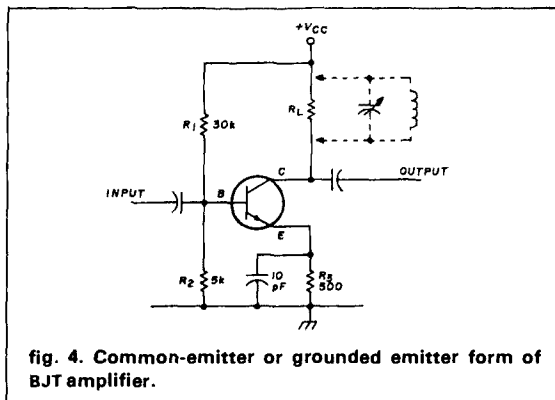 +VCC
R1 30k
RL
C
OUTPUT
INPUT
B
E
R2 5k
10 pF
R3 500
fig. 4. Common-emitter or grounded emitter form of
BJT amplifier.